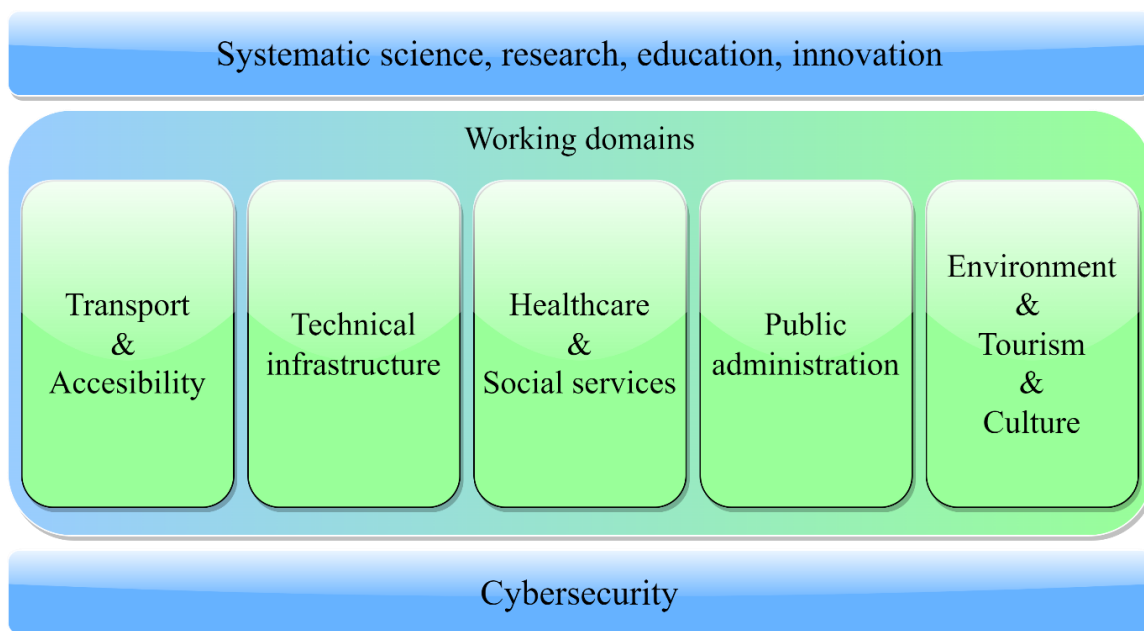 Systematic science, research, education, innovation
Working domains
Transport
&
Accesibility
Technical
infrastructure
Healthcare
&
Social services
Public
administration
Environment
&
Tourism
&
Culture
Cybersecurity